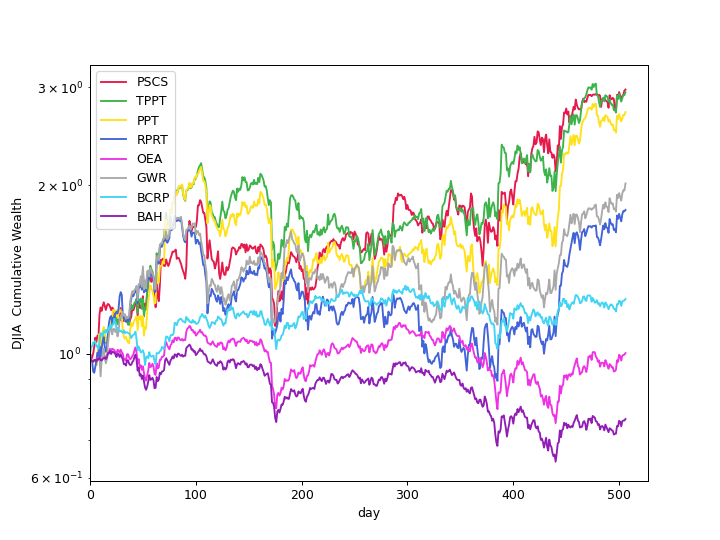 3 × 10⁰
2 × 10⁰
10⁰
6 × 10⁻¹
DJIA  Cumulative Wealth
PSCS
TPPT
PPT
RPRT
OEA
GWR
BCRP
BAH
0
100
200
300
400
500
day